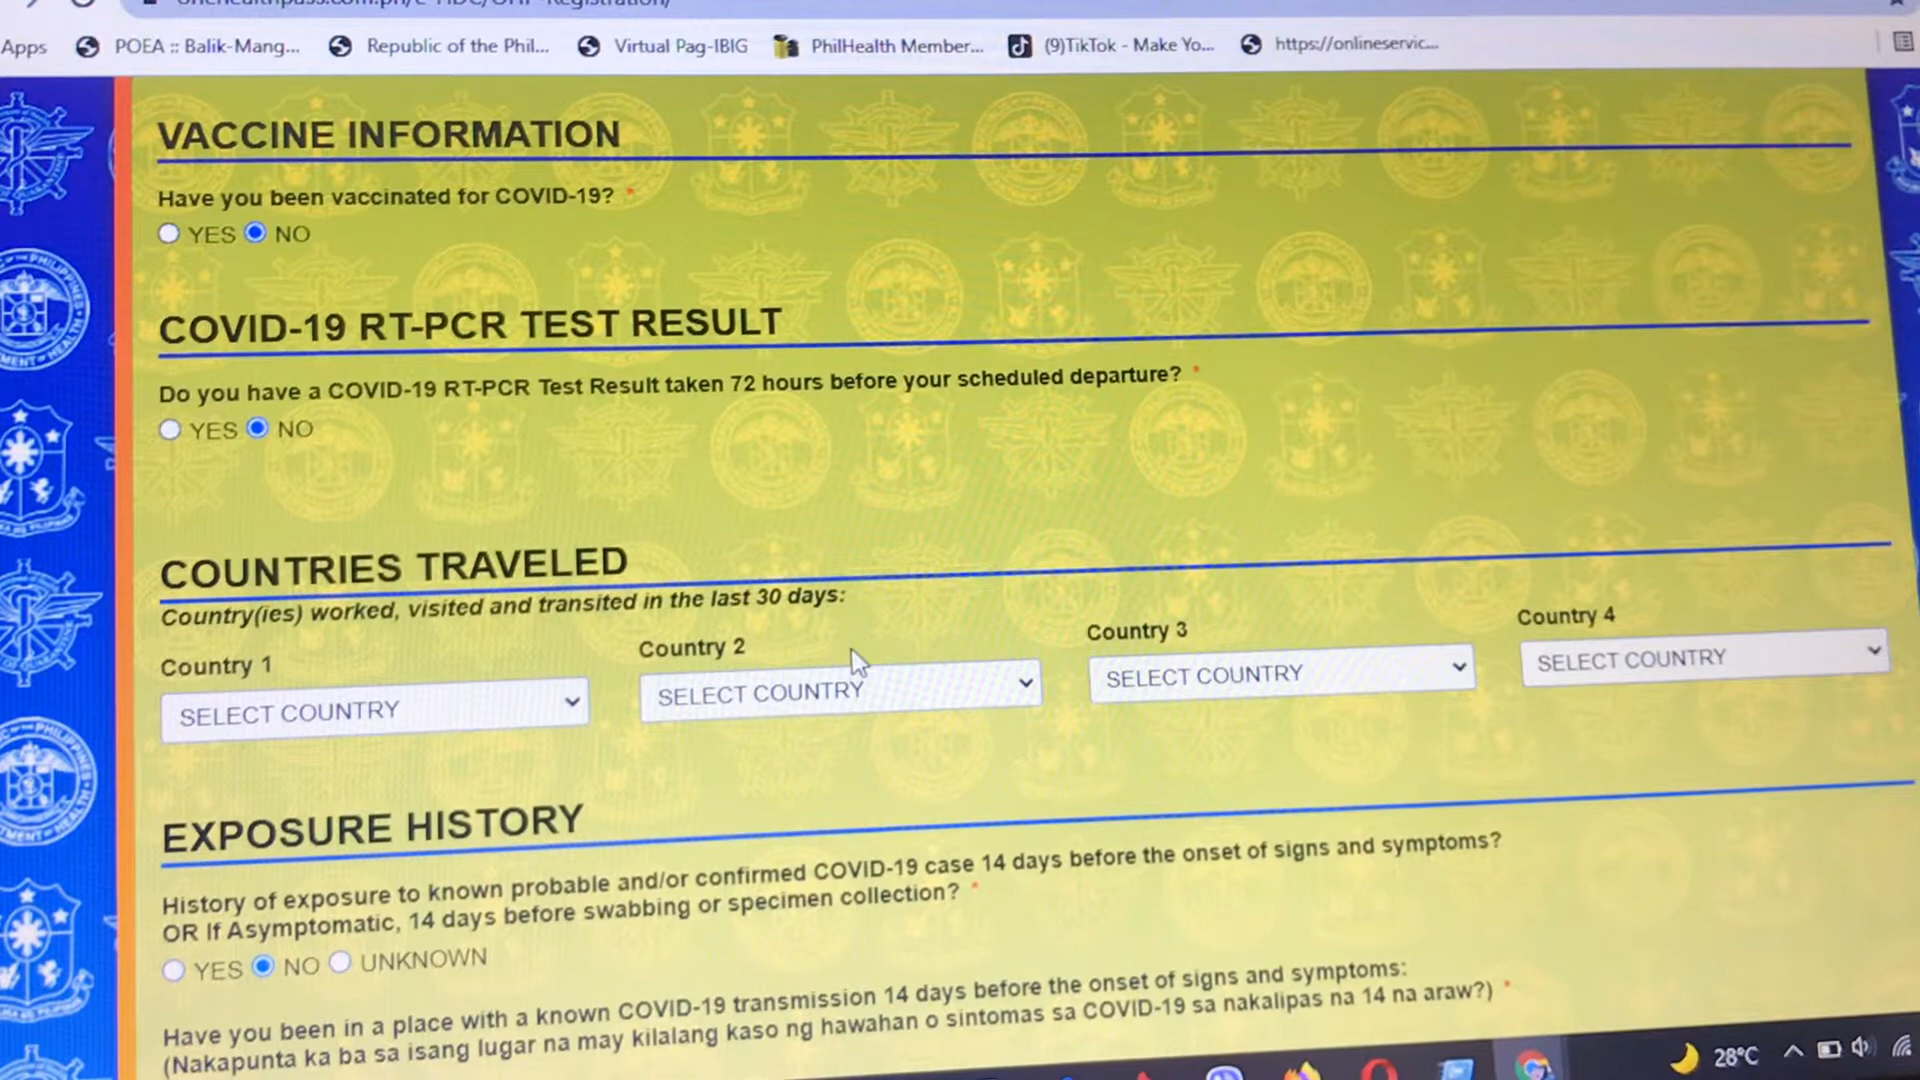 Apps POEA :: Balik-Mang... Republic of the Phil... Virtual Pag-IBIG PhilHealth Member... (9)TikTok - Make Yo... https://onlineservic...
VACCINE INFORMATION
Have you been vaccinated for COVID-19? *
YES NO
COVID-19 RT-PCR TEST RESULT
Do you have a COVID-19 RT-PCR Test Result taken 72 hours before your scheduled departure? *
YES NO
COUNTRIES TRAVELED
Country(ies) worked, visited and transited in the last 30 days:
Country 1 Country 2 Country 3 Country 4
SELECT COUNTRY SELECT COUNTRY SELECT COUNTRY SELECT COUNTRY
EXPOSURE HISTORY
History of exposure to known probable and/or confirmed COVID-19 case 14 days before the onset of signs and symptoms?
OR If Asymptomatic, 14 days before swabbing or specimen collection? *
YES NO UNKNOWN
Have you been in a place with a known COVID-19 transmission 14 days before the onset of signs and symptoms:
(Nakapunta ka ba sa isang lugar na may kilalang kaso ng hawahan o sintomas sa COVID-19 sa nakalipas na 14 na araw?) *
28°C